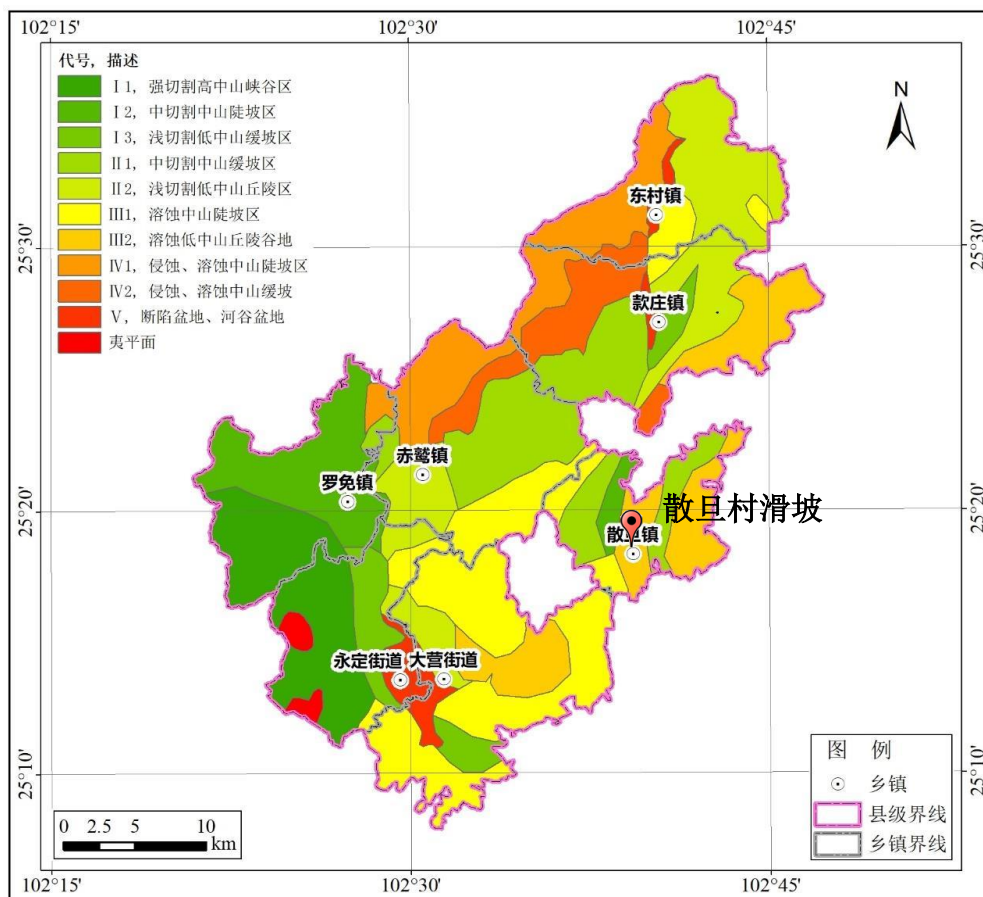 102°15′ 102°30′ 102°45′
代号，描述
Ⅰ1，强切割高中山峡谷区
Ⅰ2，中切割中山陡坡区
Ⅰ3，浅切割低中山缓坡区
Ⅱ1，中切割中山缓坡区
Ⅱ2，浅切割低中山丘陵区
Ⅲ1，溶蚀中山陡坡区
Ⅲ2，溶蚀低中山丘陵谷地
Ⅳ1，侵蚀、溶蚀中山陡坡区
Ⅳ2，侵蚀、溶蚀中山缓坡
Ⅴ，断陷盆地、河谷盆地
夷平面
N
东村镇
25°30′ 25°30′
款庄镇
赤鹫镇
罗免镇
25°20′ 25°20′
散旦村滑坡
散旦镇
永定街道 大营街道
25°10′ 25°10′
图 例
乡镇
县级界线
乡镇界线
0 2.5 5 10
km
102°15′ 102°30′ 102°45′